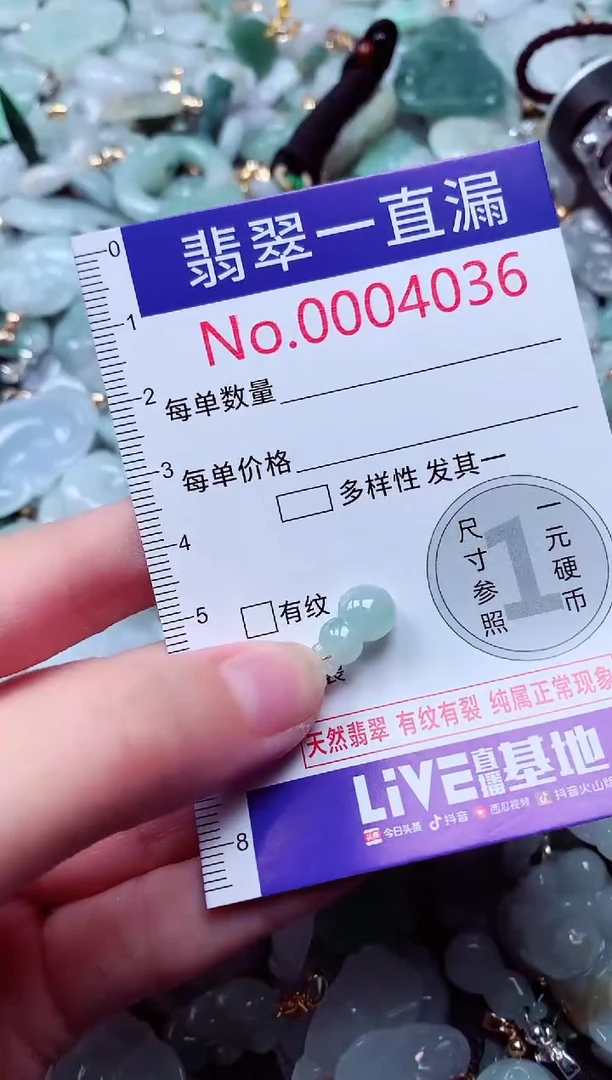 翡翠一直漏
No.0004036
0
1
2
3
4
5
8
每单数量
每单价格
多样性 发其一
尺寸参照
1
一元硬币
有纹
天然翡翠 有纹有裂 纯属正常现象
LiVE直播基地
头条 今日头条 抖音 西瓜视频 抖音火山版